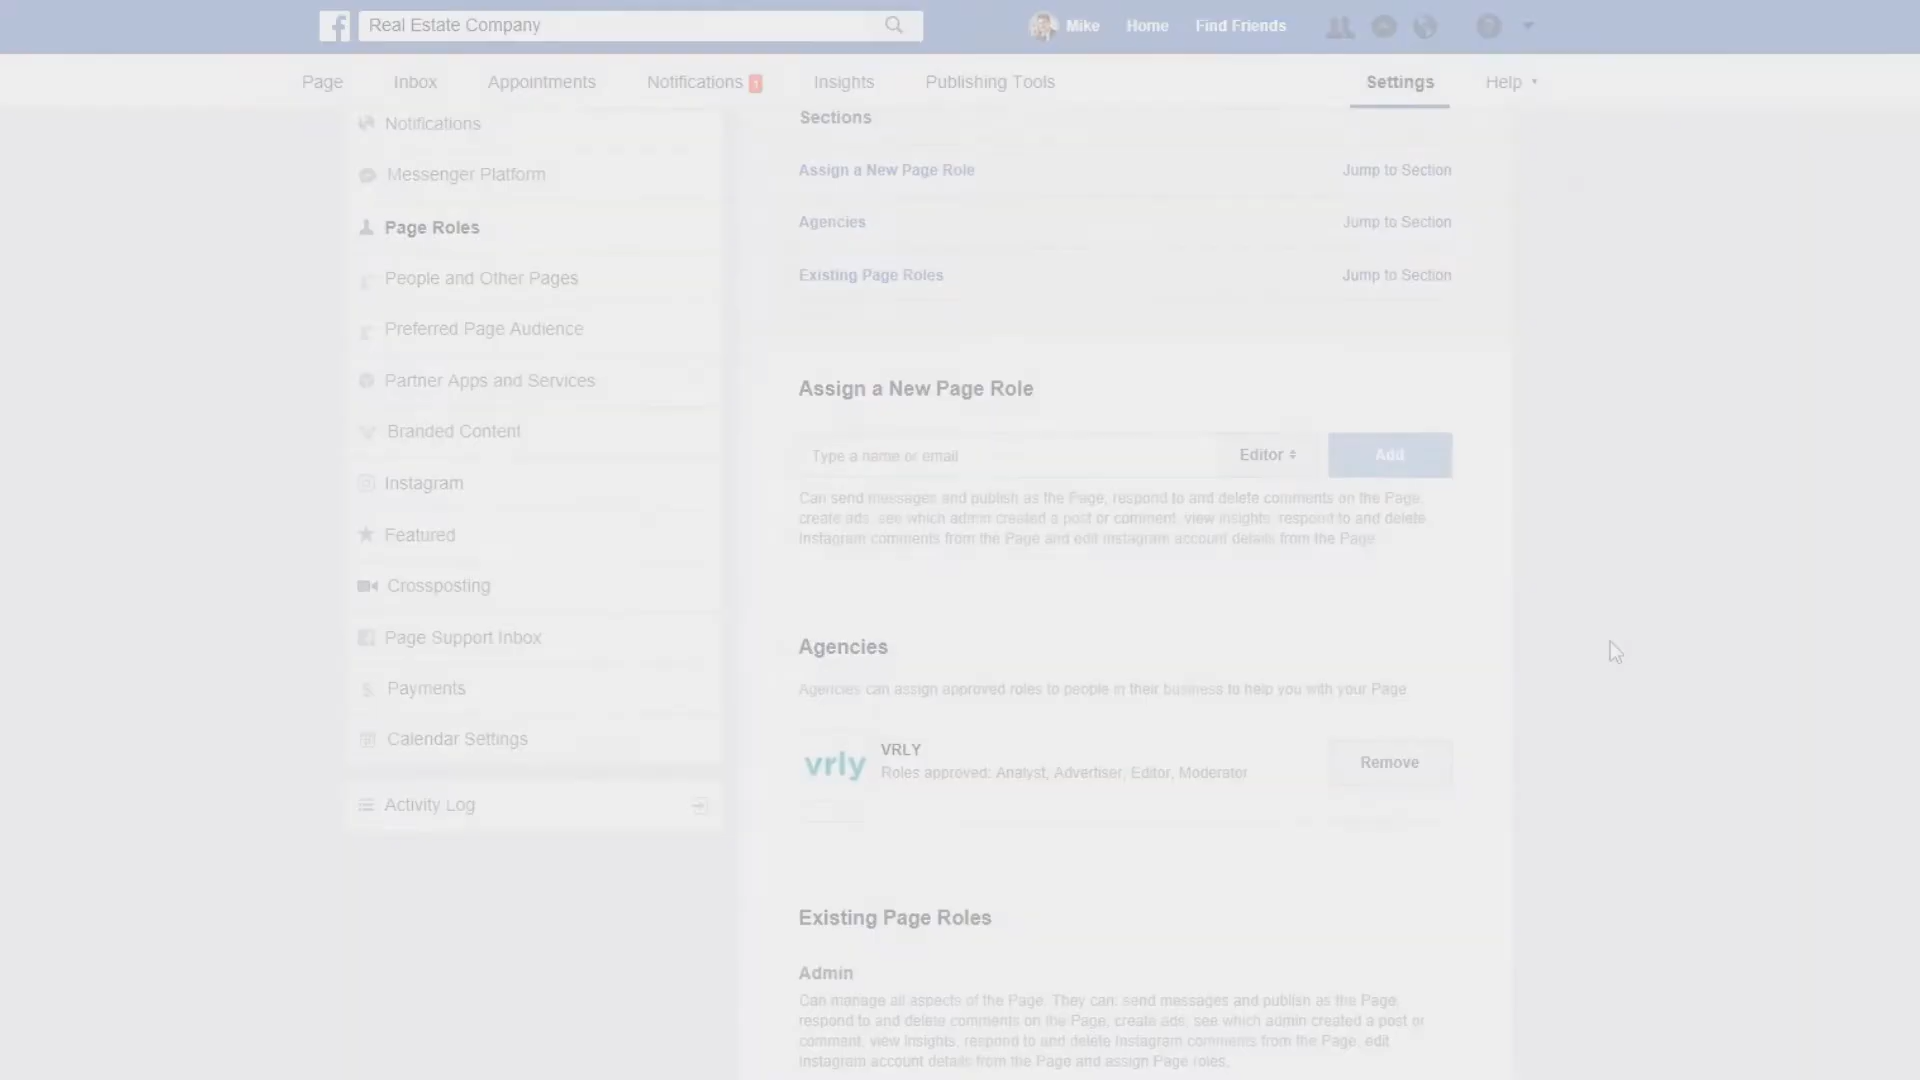 Real Estate Company
Mike
Home
Find Friends
Page
Inbox
Appointments
Notifications 1
Insights
Publishing Tools
Settings
Help
Notifications
Messenger Platform
Page Roles
People and Other Pages
Preferred Page Audience
Partner Apps and Services
Branded Content
Instagram
Featured
Crossposting
Page Support Inbox
Payments
Calendar Settings
Activity Log
Sections
Assign a New Page Role
Jump to Section
Agencies
Jump to Section
Existing Page Roles
Jump to Section
Assign a New Page Role
Type a name or email
Editor
Add
Can send messages and publish as the Page, respond to and delete comments on the Page,
create ads, see which admin created a post or comment, view insights, respond to and delete
Instagram comments from the Page and edit Instagram account details from the Page.
Agencies
Agencies can assign approved roles to people in their business to help you with your Page
vrly
VRLY
Roles approved: Analyst, Advertiser, Editor, Moderator
Remove
Existing Page Roles
Admin
Can manage all aspects of the Page. They can: send messages and publish as the Page,
respond to and delete comments on the Page, create ads, see which admin created a post or
comment, view insights, respond to and delete Instagram comments from the Page, edit
Instagram account details from the Page and assign Page roles.